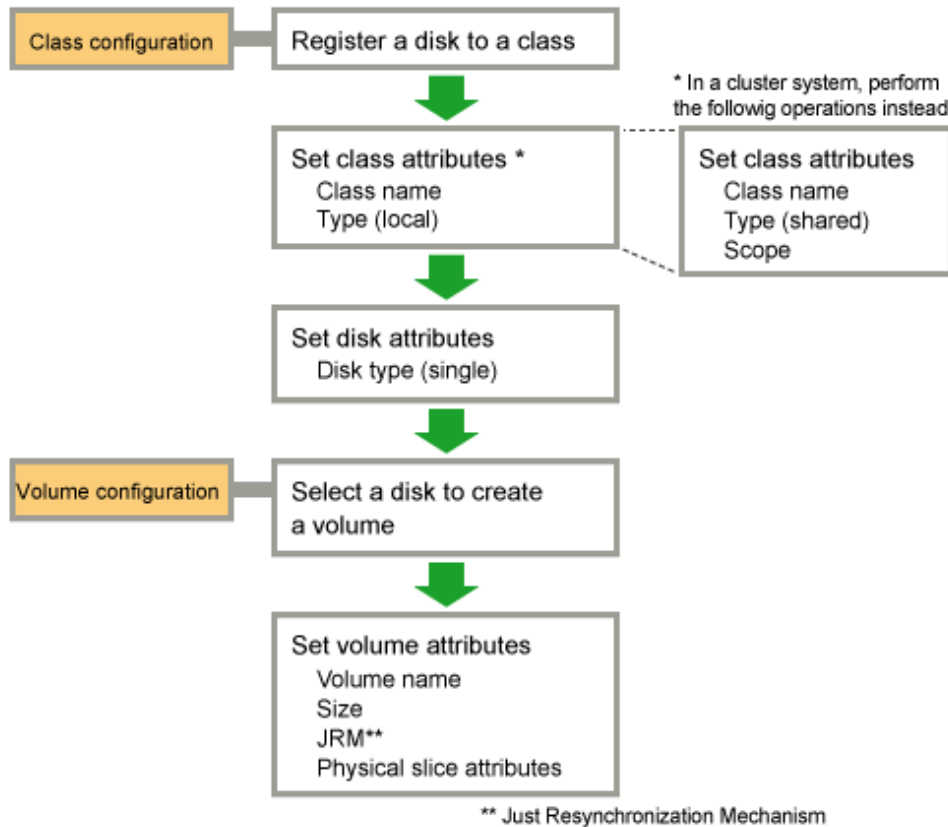 Class configuration
Register a disk to a class
* In a cluster system, perform
the followig operations instead
Set class attributes *
Class name
Type (local)
Set class attributes
Class name
Type (shared)
Scope
Set disk attributes
Disk type (single)
Volume configuration
Select a disk to create
a volume
Set volume attributes
Volume name
Size
JRM**
Physical slice attributes
** Just Resynchronization Mechanism